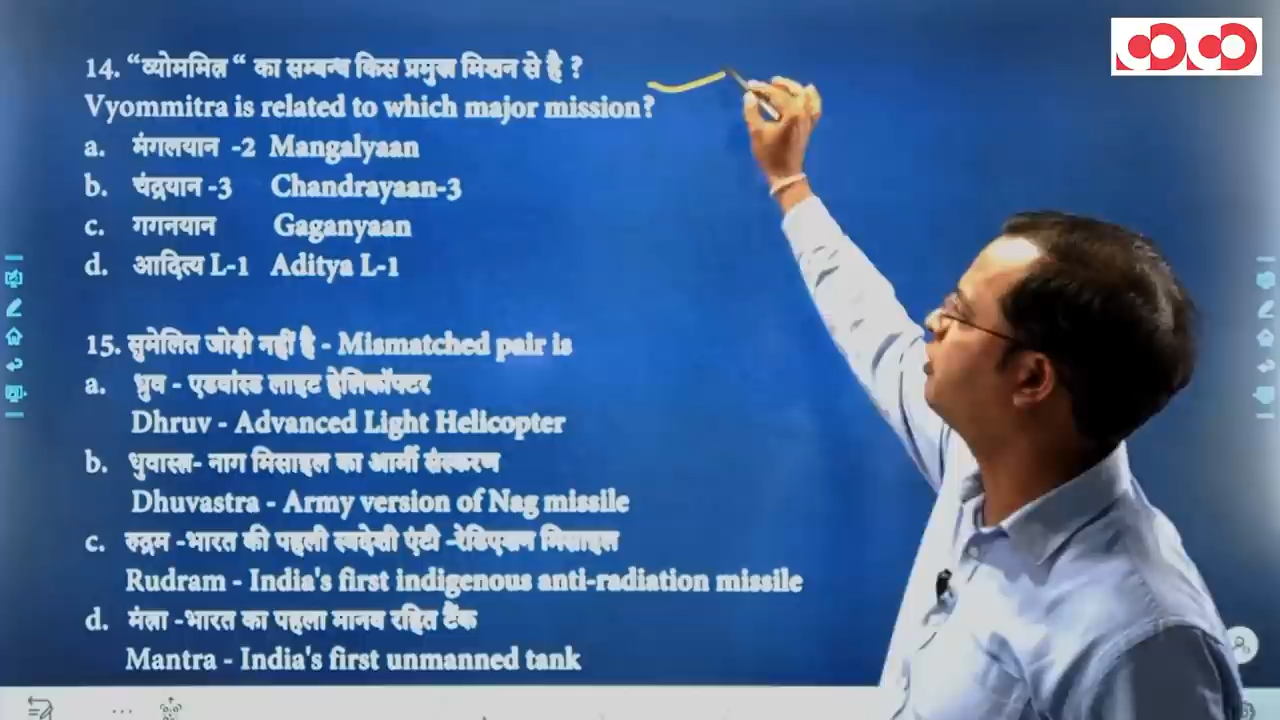 14. “व्योममित्र “ का सम्बन्ध किस प्रमुख मिशन से है ?
Vyommitra is related to which major mission?
a. मंगलयान -2 Mangalyaan
b. चंद्रयान -3 Chandrayaan-3
c. गगनयान Gaganyaan
d. आदित्य L-1 Aditya L-1
15. सुमेलित जोड़ी नहीं है - Mismatched pair is
a. ध्रुव - एडवांस्ड लाइट हेलिकॉप्टर
Dhruv - Advanced Light Helicopter
b. धुवास्त्र- नाग मिसाइल का आर्मी संस्करण
Dhuvastra - Army version of Nag missile
c. रुद्रम -भारत की पहली स्वदेशी एंटी -रेडिएशन मिसाइल
Rudram - India's first indigenous anti-radiation missile
d. मंत्रा -भारत का पहला मानव रहित टैंक
Mantra - India's first unmanned tank